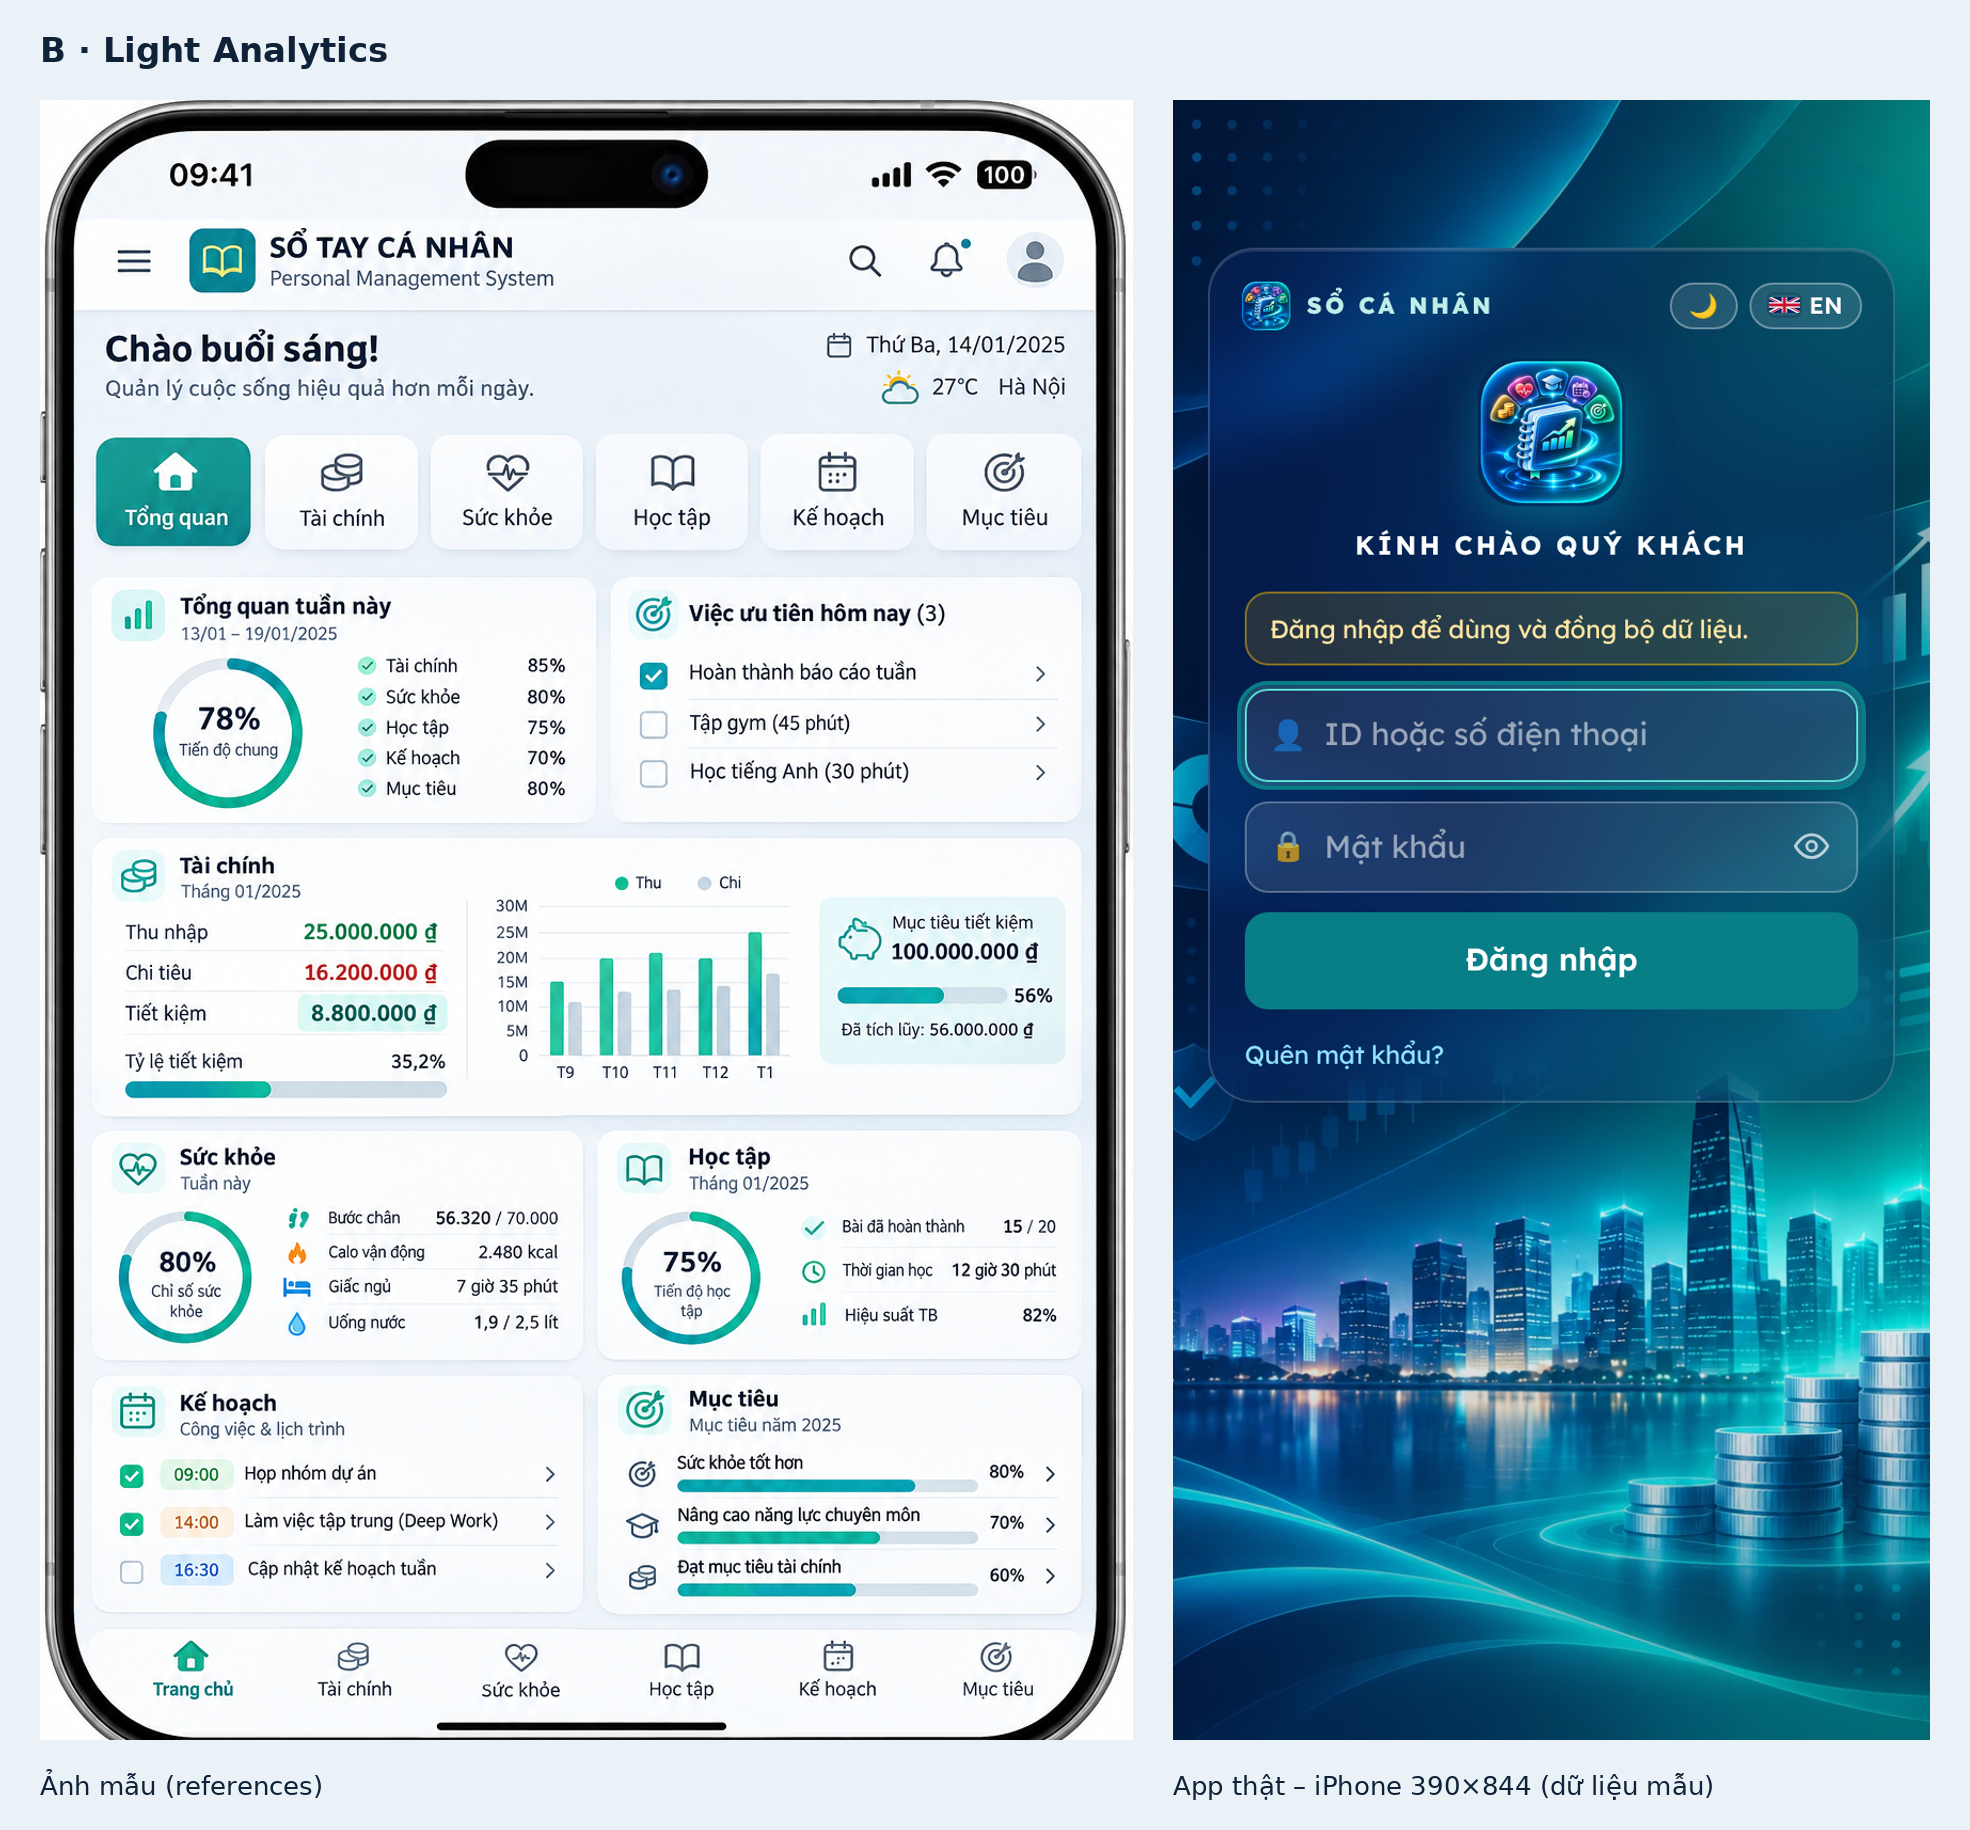 B · Light Analytics
09:41
100
SỔ TAY CÁ NHÂN
Personal Management System
Chào buổi sáng!
Quản lý cuộc sống hiệu quả hơn mỗi ngày.
Thứ Ba, 14/01/2025
27°C Hà Nội
Tổng quan
Tài chính
Sức khỏe
Học tập
Kế hoạch
Mục tiêu
Tổng quan tuần này
13/01 – 19/01/2025
78%
Tiến độ chung
Tài chính 85%
Sức khỏe 80%
Học tập 75%
Kế hoạch 70%
Mục tiêu 80%
Việc ưu tiên hôm nay (3)
Hoàn thành báo cáo tuần
Tập gym (45 phút)
Học tiếng Anh (30 phút)
Tài chính
Tháng 01/2025
Thu nhập 25.000.000 ₫
Chi tiêu 16.200.000 ₫
Tiết kiệm 8.800.000 ₫
Tỷ lệ tiết kiệm 35,2%
Thu Chi
30M
25M
20M
15M
10M
5M
0
T9 T10 T11 T12 T1
Mục tiêu tiết kiệm
100.000.000 ₫
56%
Đã tích lũy: 56.000.000 ₫
Sức khỏe
Tuần này
80%
Chỉ số sức
khỏe
Bước chân 56.320 / 70.000
Calo vận động 2.480 kcal
Giấc ngủ 7 giờ 35 phút
Uống nước 1,9 / 2,5 lít
Học tập
Tháng 01/2025
75%
Tiến độ học
tập
Bài đã hoàn thành 15 / 20
Thời gian học 12 giờ 30 phút
Hiệu suất TB 82%
Kế hoạch
Công việc & lịch trình
09:00 Họp nhóm dự án
14:00 Làm việc tập trung (Deep Work)
16:30 Cập nhật kế hoạch tuần
Mục tiêu
Mục tiêu năm 2025
Sức khỏe tốt hơn
80%
Nâng cao năng lực chuyên môn
70%
Đạt mục tiêu tài chính
60%
Trang chủ
Tài chính
Sức khỏe
Học tập
Kế hoạch
Mục tiêu
Ảnh mẫu (references)
SỔ CÁ NHÂN
EN
KÍNH CHÀO QUÝ KHÁCH
Đăng nhập để dùng và đồng bộ dữ liệu.
ID hoặc số điện thoại
Mật khẩu
Đăng nhập
Quên mật khẩu?
App thật – iPhone 390×844 (dữ liệu mẫu)